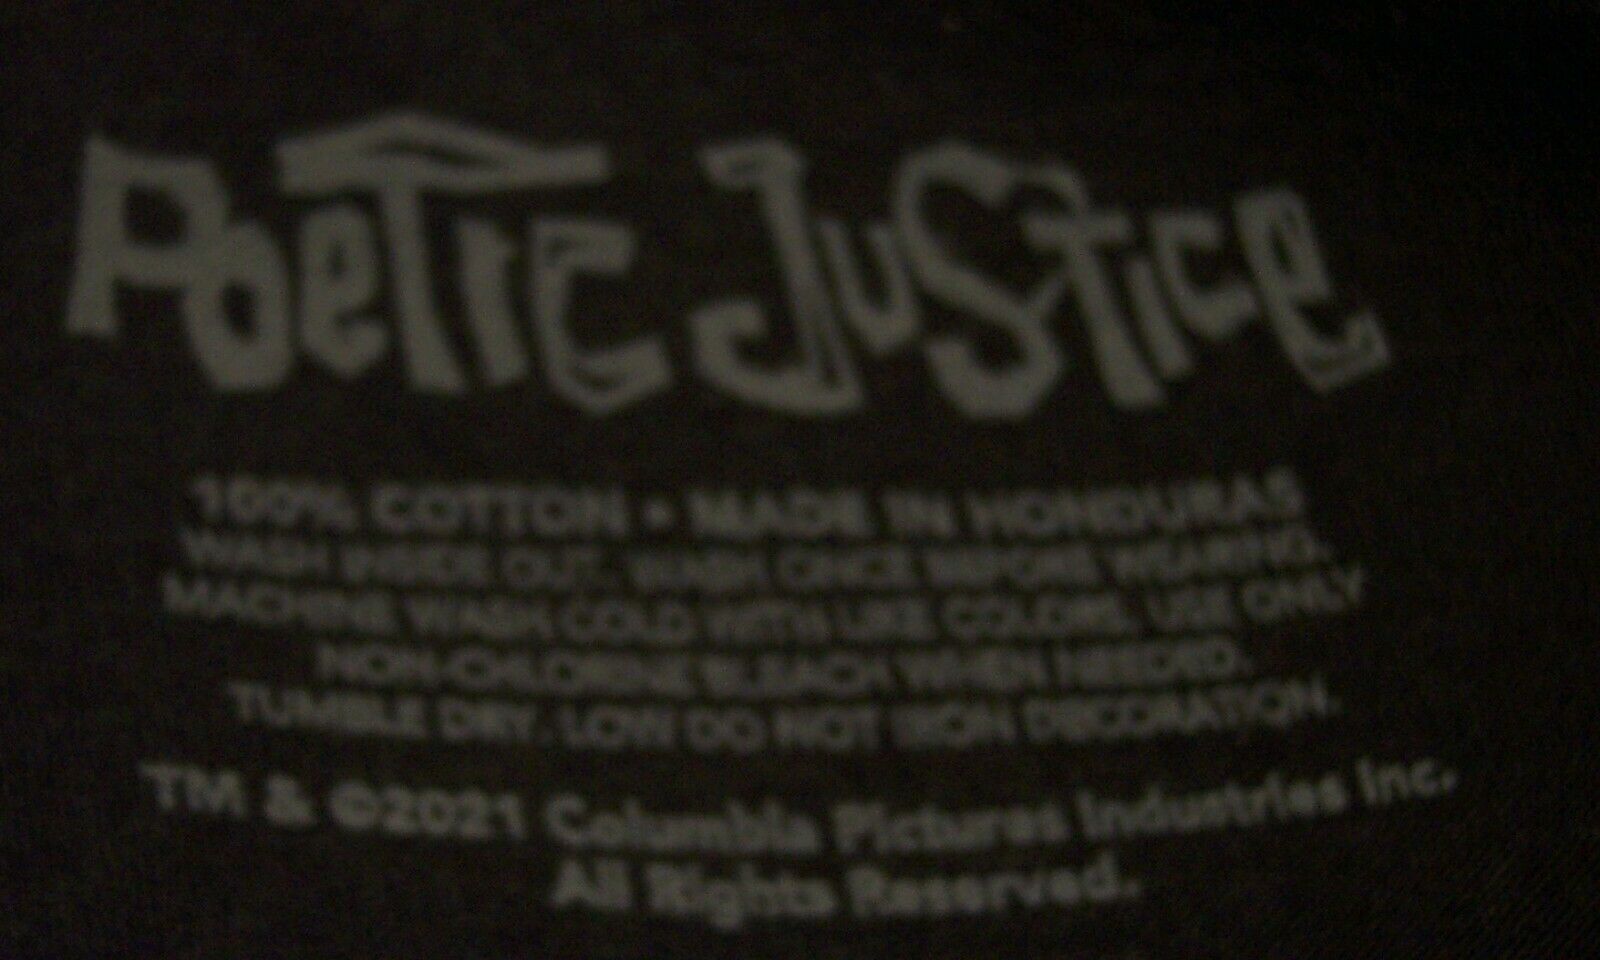 Poetic Justice
100% COTTON • MADE IN HONDURAS
WASH INSIDE OUT. WASH ONCE BEFORE WEARING.
MACHINE WASH COLD WITH LIKE COLORS. USE ONLY
NON-CHLORINE BLEACH WHEN NEEDED.
TUMBLE DRY. LOW DO NOT IRON DECORATION.
TM & ©2021 Columbia Pictures Industries Inc.
All Rights Reserved.